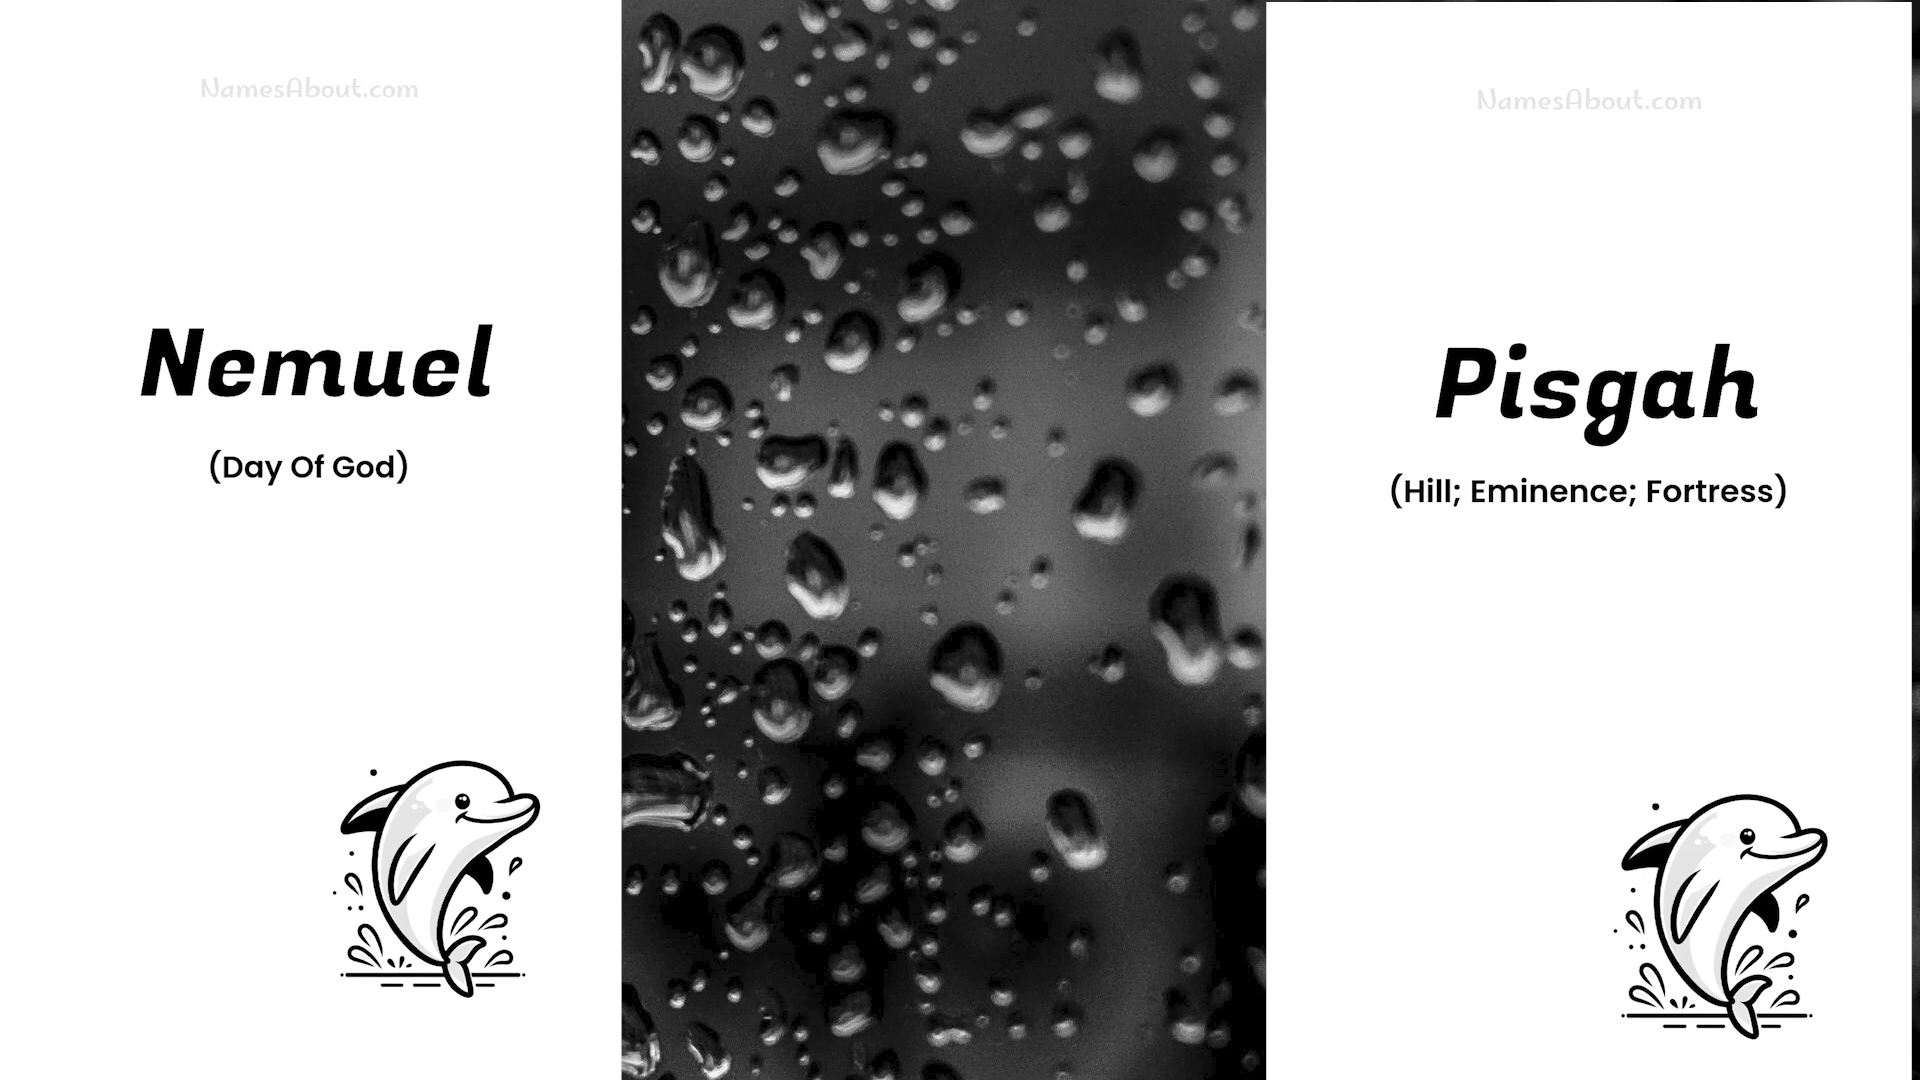 NamesAbout.com
Nemuel
(Day Of God)
NamesAbout.com
Pisgah
(Hill; Eminence; Fortress)